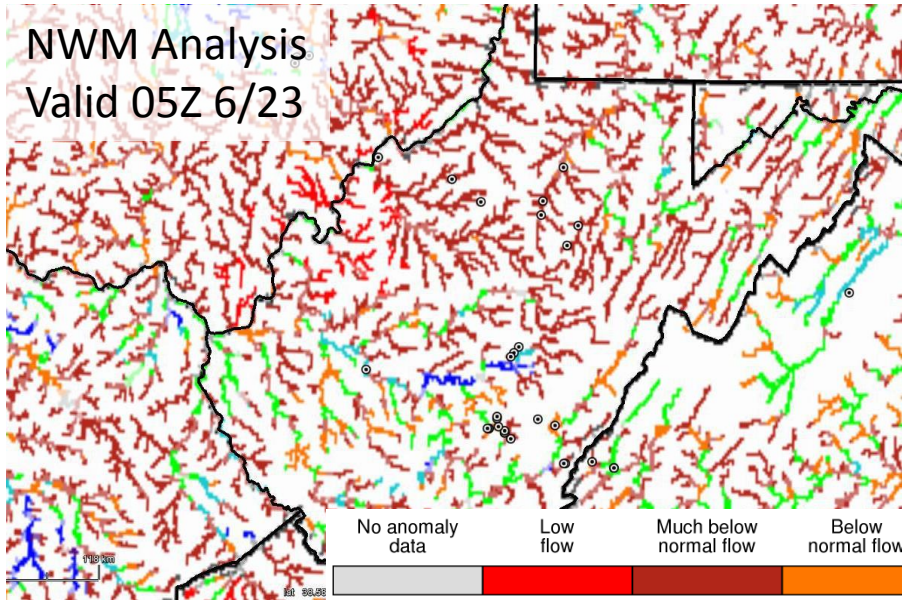 NWM Analysis
Valid 05Z 6/23
No anomaly
data
Low
flow
Much below
normal flow
Below
normal flow